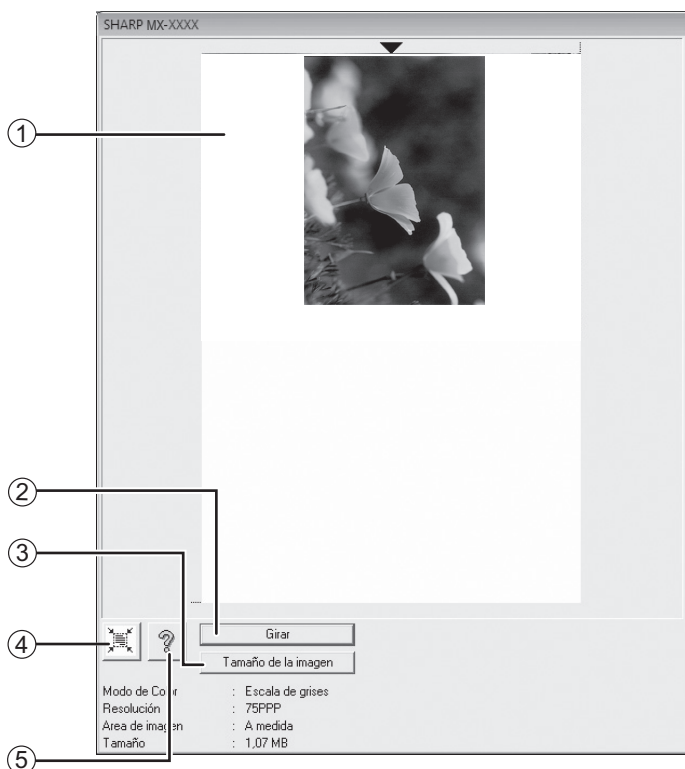 SHARP MX-XXXX
1
2
3
4
5
Girar
Tamaño de la imagen
Modo de Color : Escala de grises
Resolución : 75PPP
Area de imagen : A medida
Tamaño : 1,07 MB